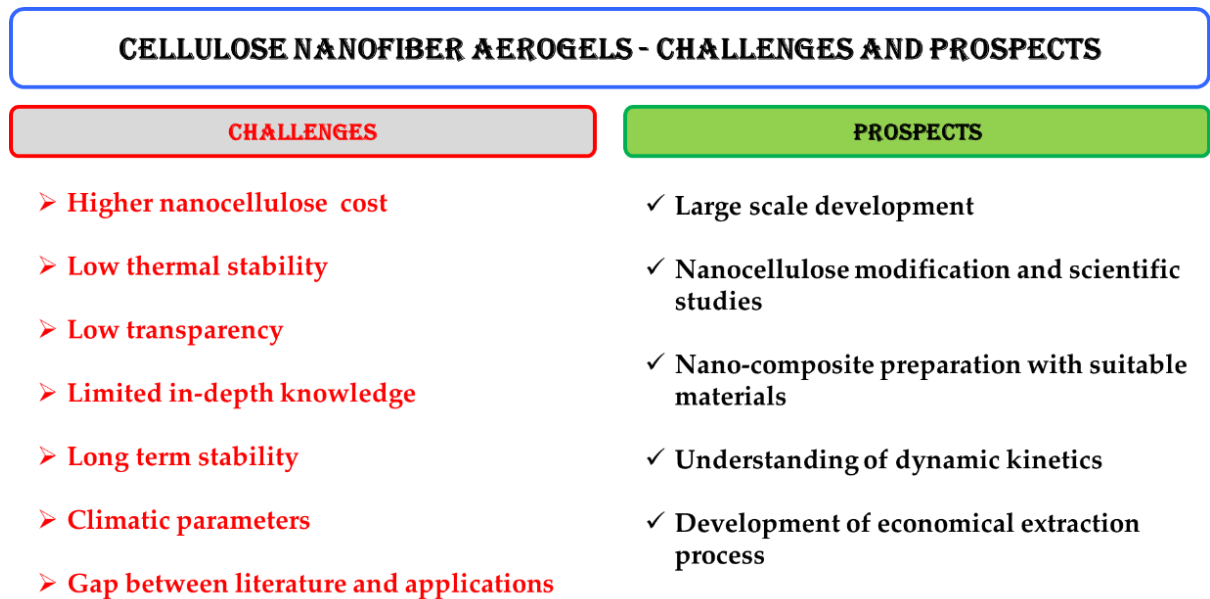 CELLULOSE NANOFIBER AEROGELS - CHALLENGES AND PROSPECTS
CHALLENGES
Higher nanocellulose cost
Low thermal stability
Low transparency
Limited in-depth knowledge
Long term stability
Climatic parameters
Gap between literature and applications
PROSPECTS
Large scale development
Nanocellulose modification and scientific
studies
Nano-composite preparation with suitable
materials
Understanding of dynamic kinetics
Development of economical extraction
process